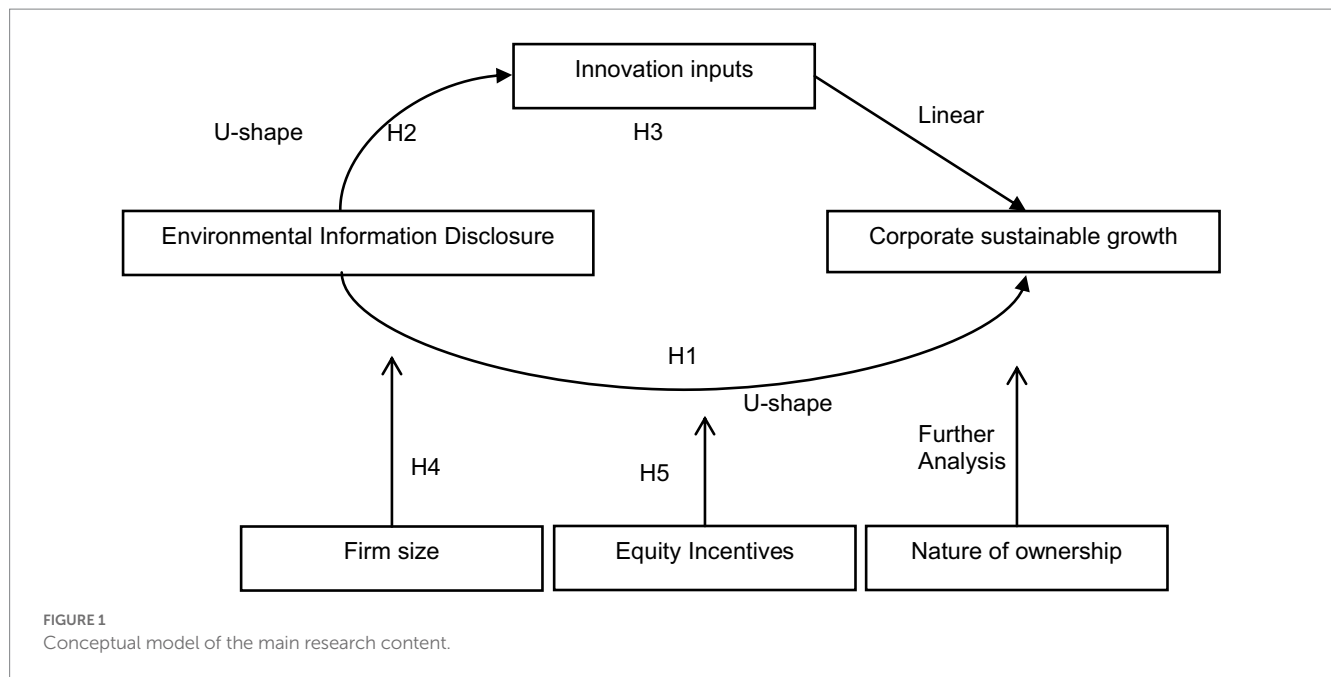 Innovation inputs
Linear
U-shape
H2
H3
Environmental Information Disclosure
Corporate sustainable growth
H1
U-shape
Further
Analysis
H4
H5
Firm size
Equity Incentives
Nature of ownership
FIGURE 1
Conceptual model of the main research content.